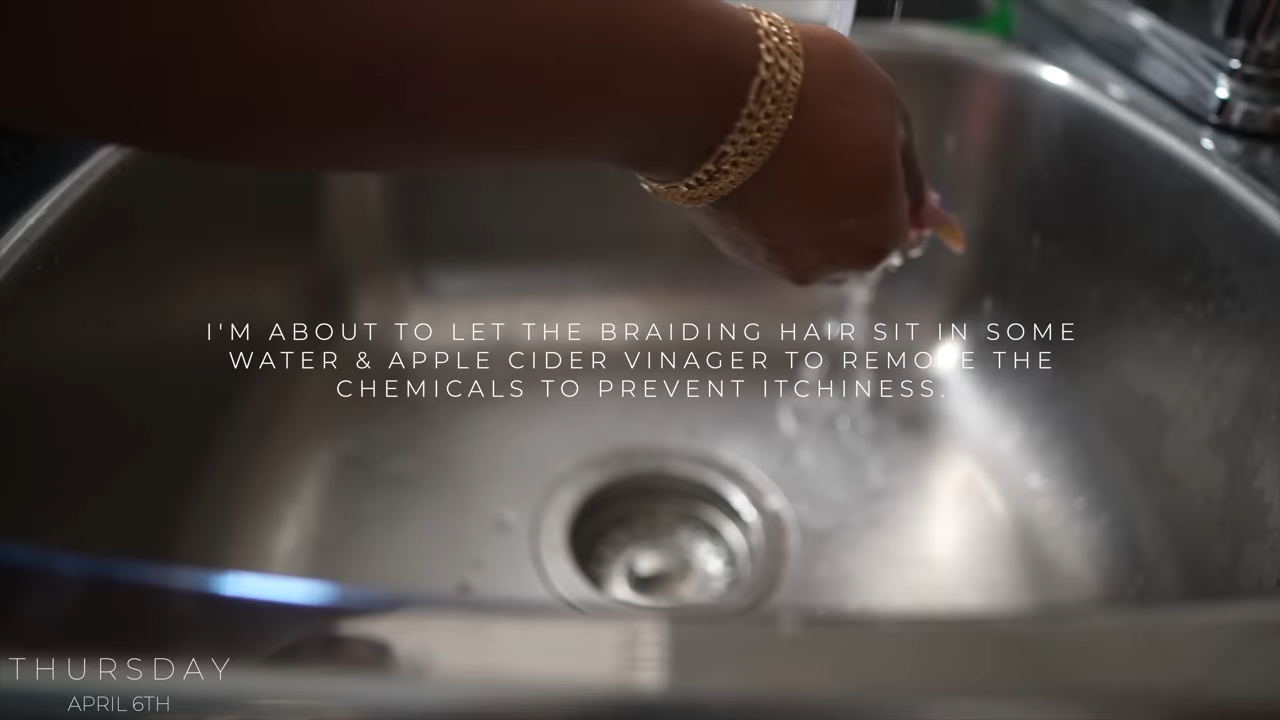 I'M ABOUT TO LET THE BRAIDING HAIR SIT IN SOME
WATER & APPLE CIDER VINAGER TO REMOVE THE
CHEMICALS TO PREVENT ITCHINESS.
THURSDAY
APRIL 6TH